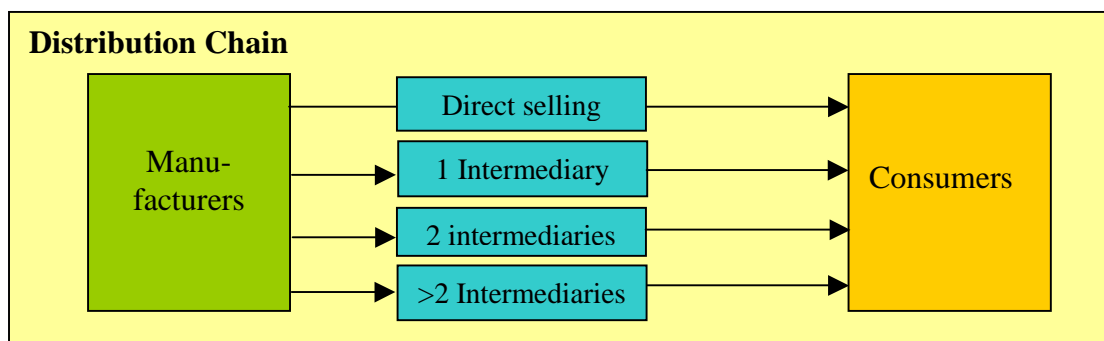 Distribution Chain
Manu-
facturers
Direct selling
1 Intermediary
2 intermediaries
>2 Intermediaries
Consumers